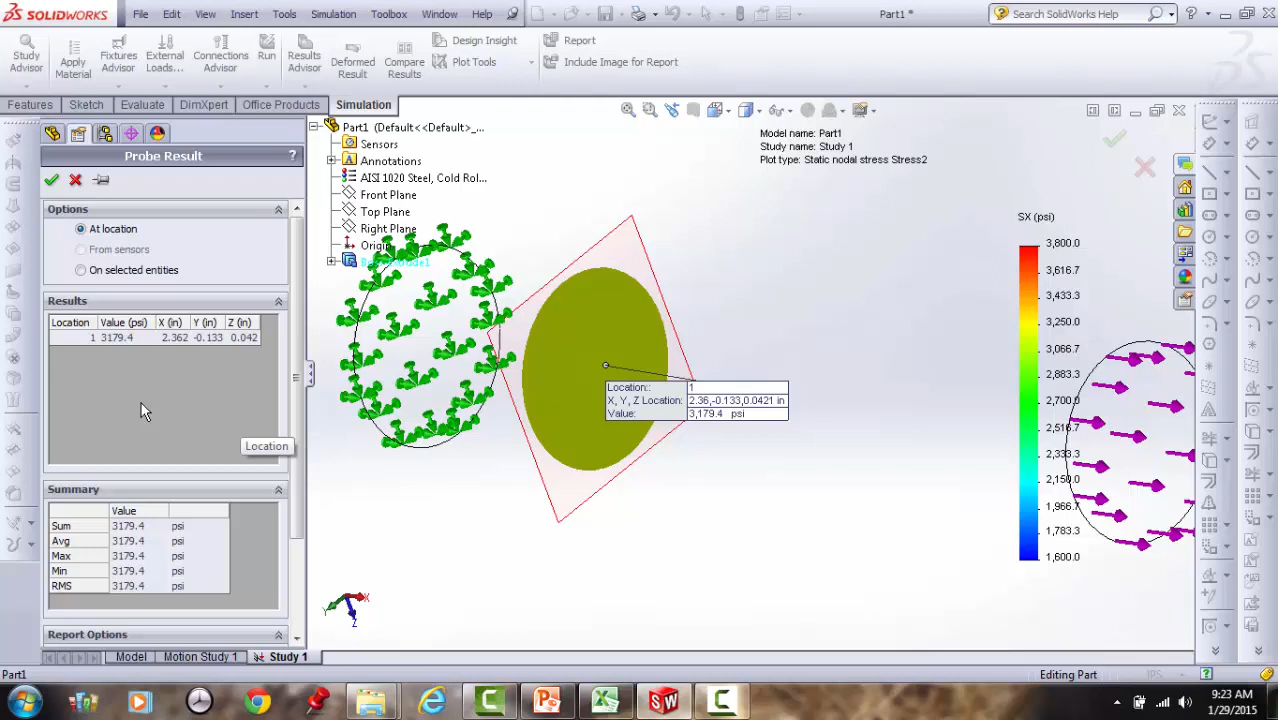 SOLIDWORKS File Edit View Insert Tools Simulation Toolbox Window Help Part1 * Search SolidWorks Help
Study Advisor Apply Material Fixtures Advisor External Loads... Connections Advisor Run Results Advisor Deformed Result Compare Results Design Insight Plot Tools Report Include Image for Report
Features Sketch Evaluate DimXpert Office Products Simulation
Probe Result ?
Options
At location
From sensors
On selected entities
Results
Location Value (psi) X (in) Y (in) Z (in)
1 3179.4 2.362 -0.133 0.042
Location
Summary
Value
Sum 3179.4 psi
Avg 3179.4 psi
Max 3179.4 psi
Min 3179.4 psi
RMS 3179.4 psi
Report Options
Part1 (Default<<Default>_...
Sensors
Annotations
AISI 1020 Steel, Cold Rol...
Front Plane
Top Plane
Right Plane
Origin
Model name: Part1
Study name: Study 1
Plot type: Static nodal stress Stress2
Location:: 1
X, Y, Z Location: 2.36,-0.133,0.0421 in
Value: 3,179.4 psi
SX (psi)
3,800.0
3,616.7
3,433.3
3,250.0
3,066.7
2,883.3
2,700.0
2,516.7
2,333.3
2,150.0
1,966.7
1,783.3
1,600.0
X
Y
Z
Model Motion Study 1 Study 1
Part1 Editing Part IPS
9:23 AM
1/29/2015